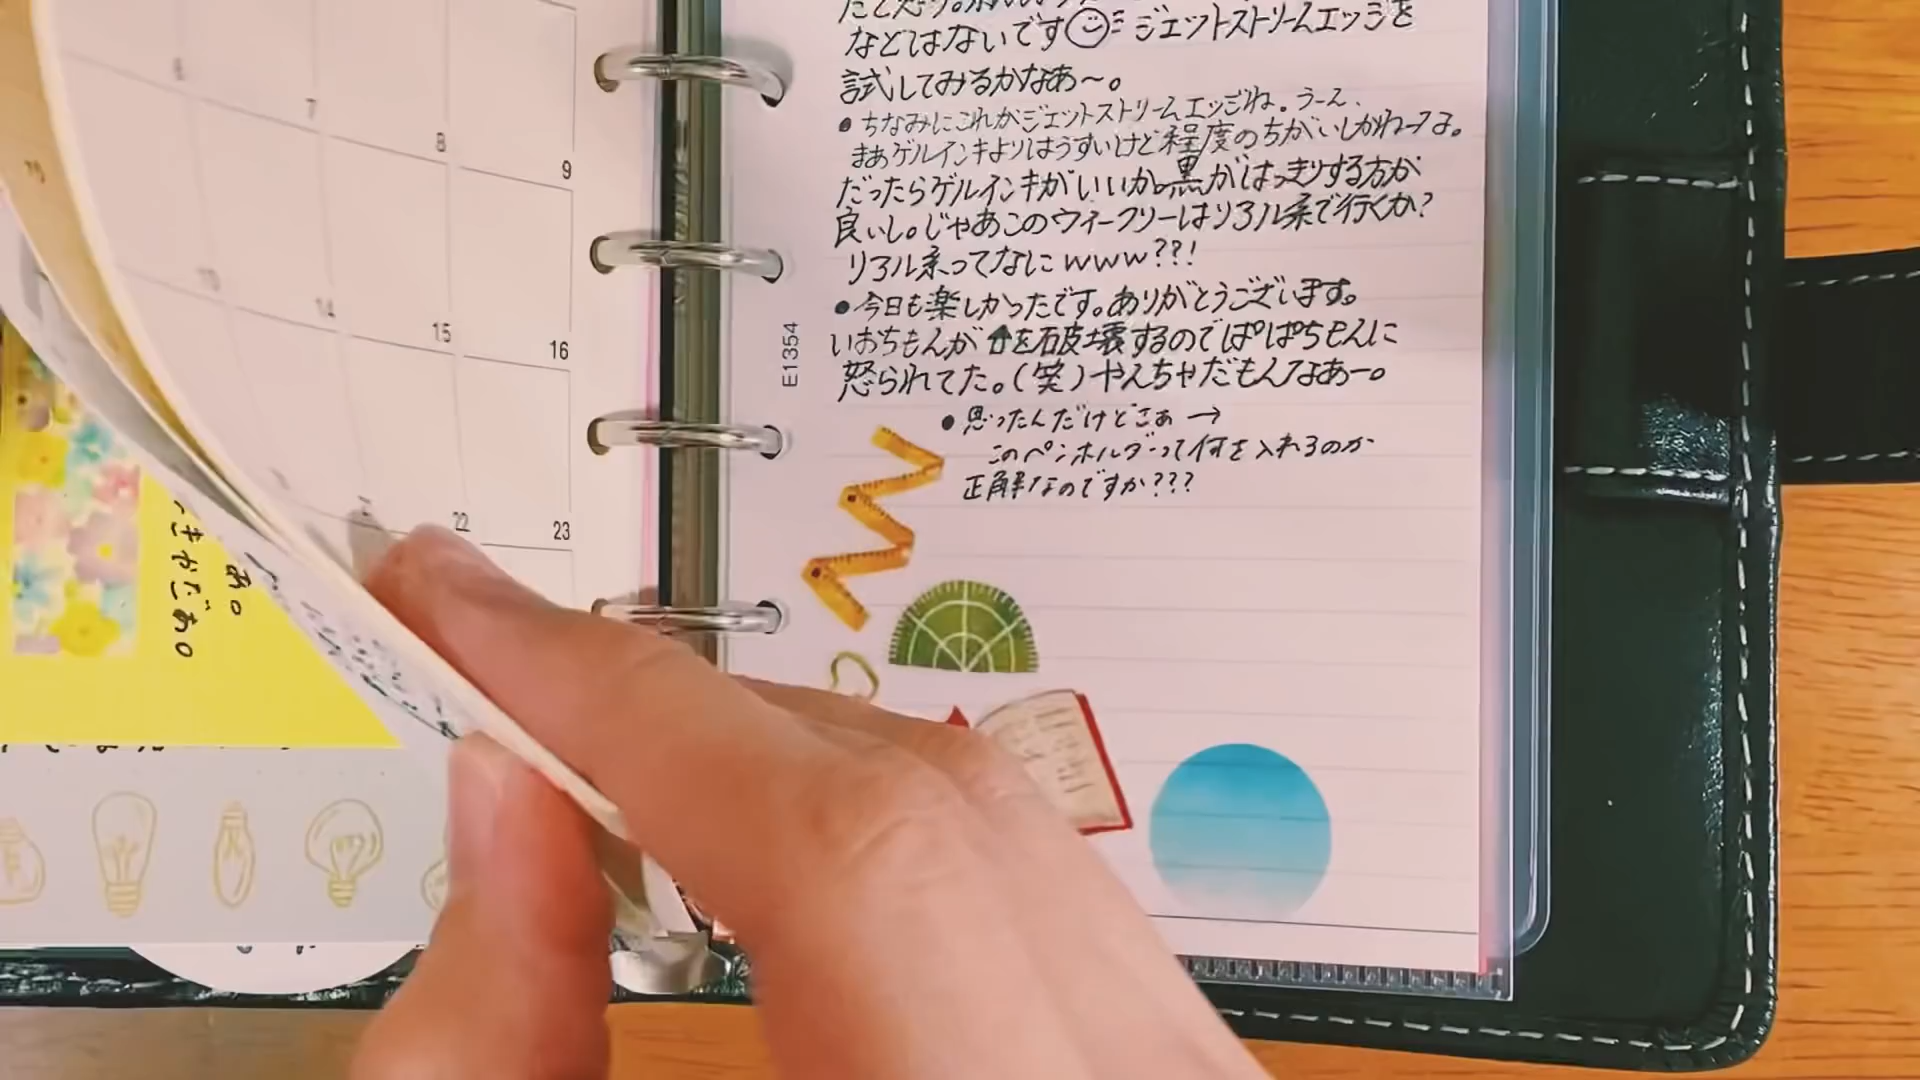 などはないです ジェットストリームエッジを
試してみるかなあ〜。
●ちなみにこれがジェットストリームエッジね。うーん、
まあゲルインキよりはうすいけど程度のちがいしかねーよ。
だったらゲルインキがいいか。黒がはっきりする方が
良いし。じゃあこのウィークリーはリフル系で行くか?
リフル系ってなにwww??!
●今日も楽しかったです。ありがとうございます。
いおちもんが⬆を破壊するのでぱぱちもんに
怒られてた。(笑)やんちゃだもんなあー。
●思ったんだけどさぁ→
このペンホルダーって何を入れるのか
正解なのですか???
E1354
6
7
8
9
14
15
16
22
23